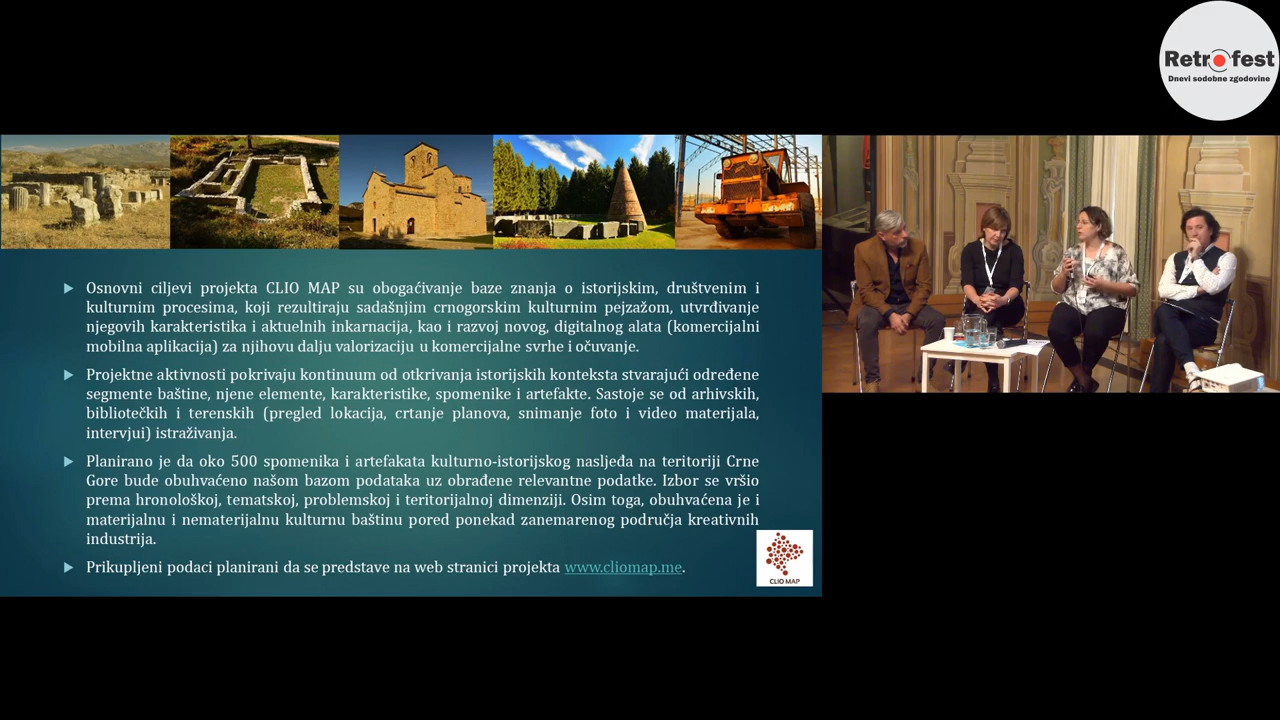 Retrofest
Dnevi sodobne zgodovine
Osnovni ciljevi projekta CLIO MAP su obogaćivanje baze znanja o istorijskim, društvenim i
kulturnim procesima, koji rezultiraju sadašnjim crnogorskim kulturnim pejzažom, utvrđivanje
njegovih karakteristika i aktuelnih inkarnacija, kao i razvoj novog, digitalnog alata (komercijalni
mobilna aplikacija) za njihovu dalju valorizaciju u komercijalne svrhe i očuvanje.
Projektne aktivnosti pokrivaju kontinuum od otkrivanja istorijskih konteksta stvarajući određene
segmente baštine, njene elemente, karakteristike, spomenike i artefakte. Sastoje se od arhivskih,
bibliotečkih i terenskih (pregled lokacija, crtanje planova, snimanje foto i video materijala,
intervjui) istraživanja.
Planirano je da oko 500 spomenika i artefakata kulturno-istorijskog nasljeđa na teritoriji Crne
Gore bude obuhvaćeno našom bazom podataka uz obrađene relevantne podatke. Izbor se vršio
prema hronološkoj, tematskoj, problemskoj i teritorijalnoj dimenziji. Osim toga, obuhvaćena je i
materijalnu i nematerijalnu kulturnu baštinu pored ponekad zanemarenog područja kreativnih
industrija.
Prikupljeni podaci planirani da se predstave na web stranici projekta www.cliomap.me.
CLIO MAP